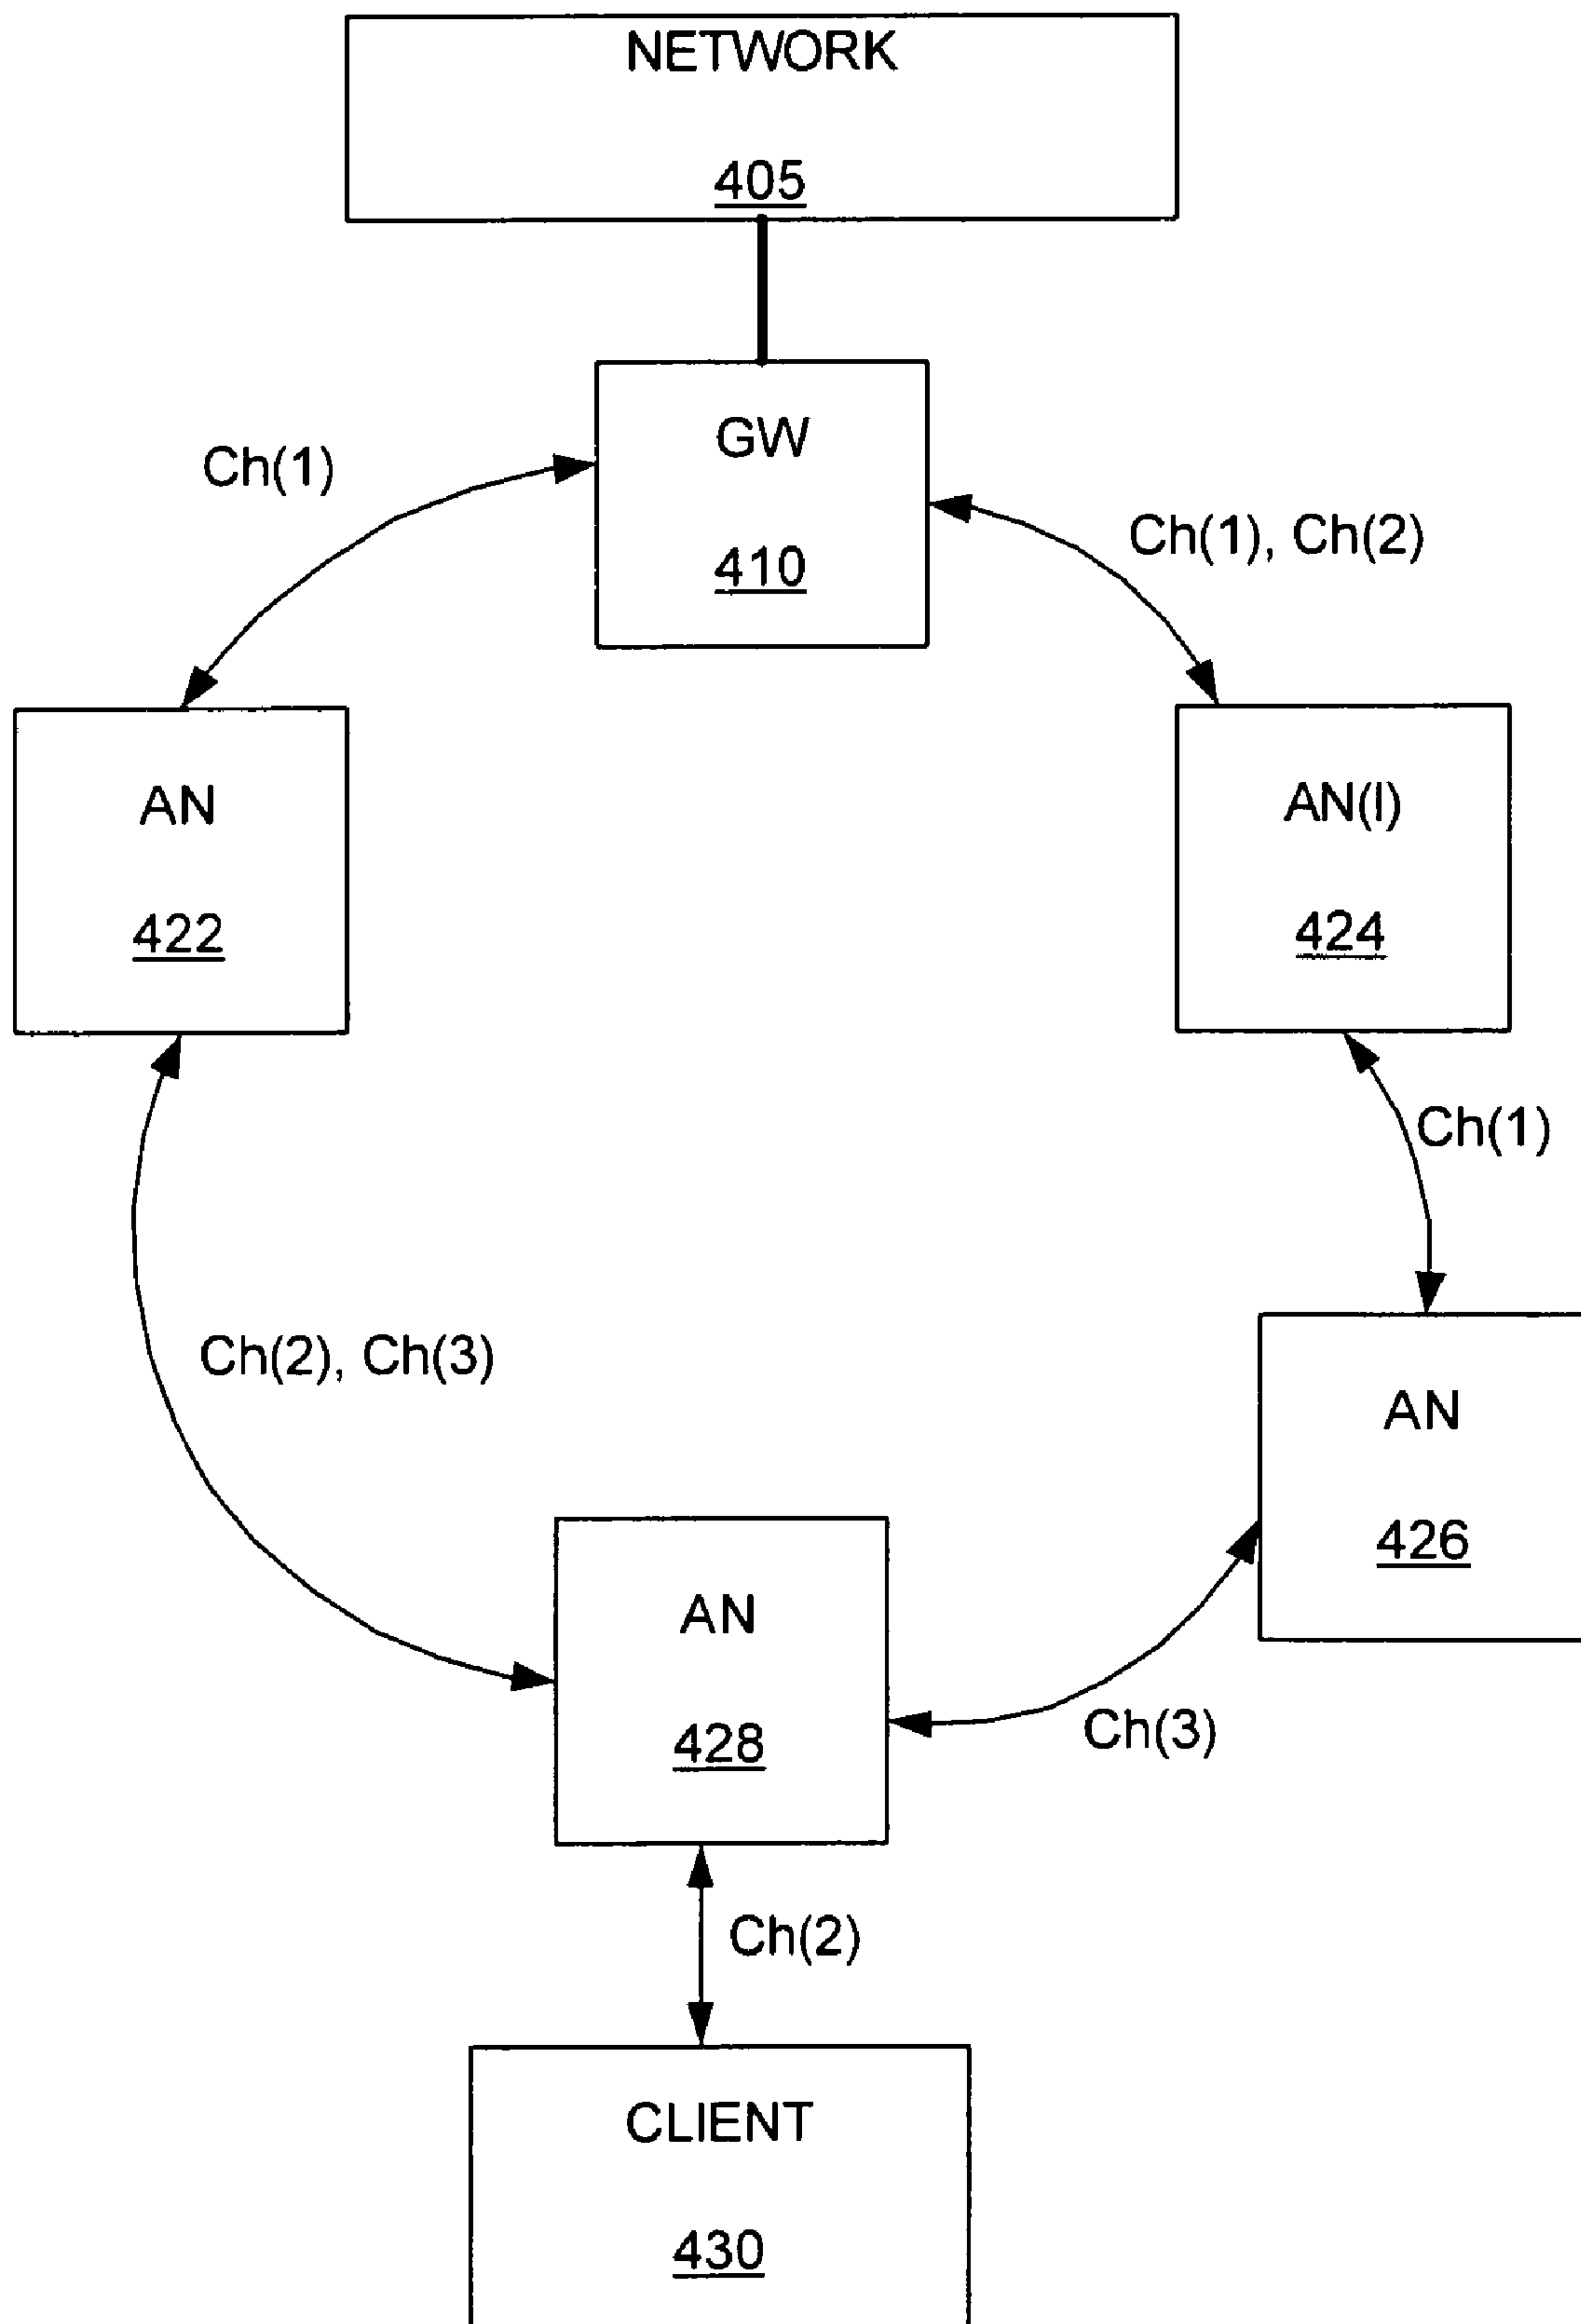 NETWORK
405
GW
410
Ch(1)
Ch(1), Ch(2)
AN
422
AN(I)
424
Ch(1)
Ch(2), Ch(3)
AN
426
AN
428
Ch(3)
Ch(2)
CLIENT
430